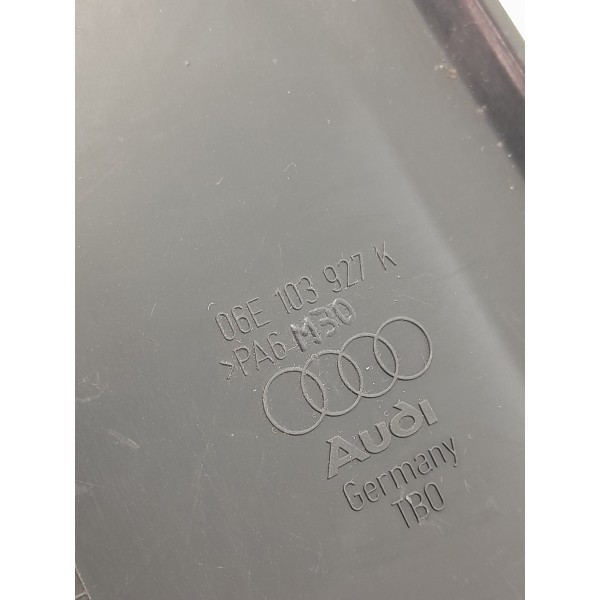 06E 103 927 K
>PA6-M30
Audi
Germany
TBO